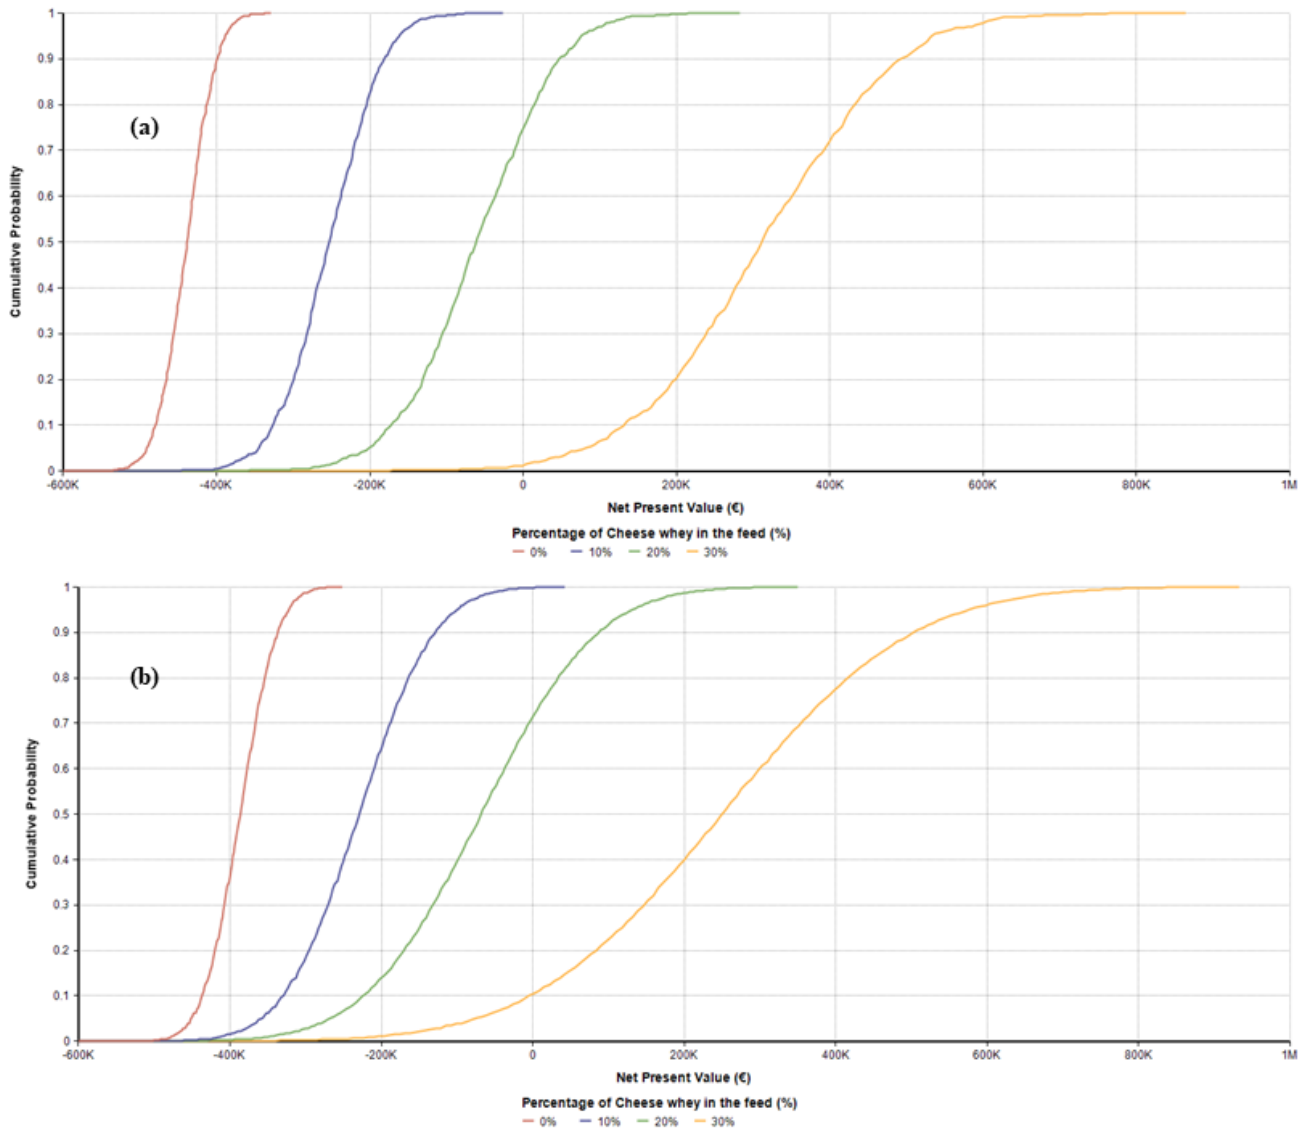 1
0.9
0.8
(a)
0.7
0.6
0.5
0.4
0.3
0.2
0.1
0
Cumulative Probability
-600K -400K -200K 0 200K 400K 600K 800K 1M
Net Present Value (€)
Percentage of Cheese whey in the feed (%)
0% 10% 20% 30%
1
0.9
0.8
(b)
0.7
0.6
0.5
0.4
0.3
0.2
0.1
0
Cumulative Probability
-600K -400K -200K 0 200K 400K 600K 800K 1M
Net Present Value (€)
Percentage of Cheese whey in the feed (%)
0% 10% 20% 30%